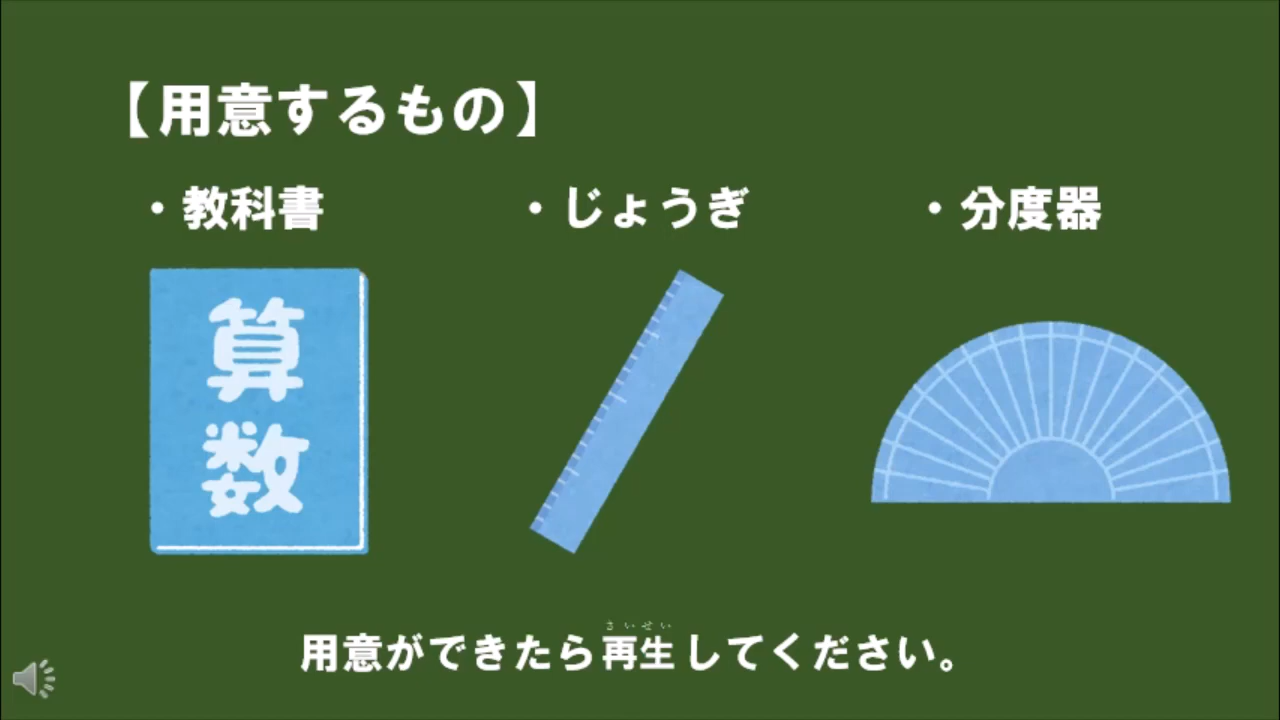 【用意するもの】
・教科書 ・じょうぎ ・分度器
算
数
さいせい
用意ができたら再生してください。